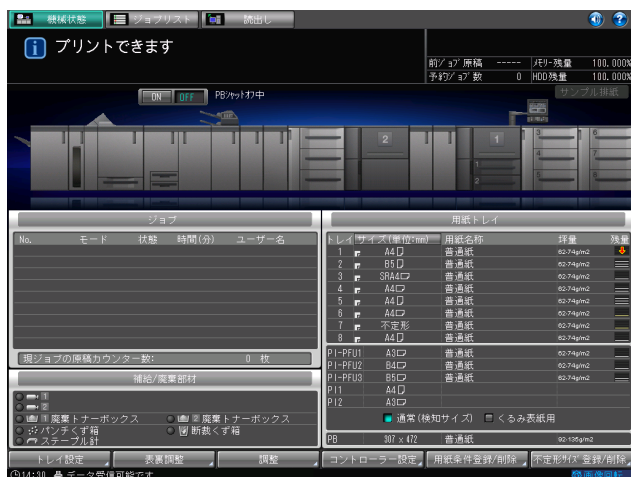 機械状態 ジョブリスト 読出し
プリントできます
前ジョブ原稿 ----- メモリー残量 100.000%
予約ジョブ数 0 HDD残量 100.000%
サンプル排紙
ON OFF PBシャットオフ中
2 1 3 6
4 7
1
2 5 8
ジョブ
No. モード 状態 時間(分) ユーザー名
現ジョブの原稿カウンター数: 0 枚
補給/廃棄部材
1
2
1 廃棄トナーボックス 2 廃棄トナーボックス
パンチくず箱 断裁くず箱
ステープル針
用紙トレイ
トレイ サイズ(単位:mm) 用紙名称 坪量 残量
1 A4 普通紙 62-74g/m2
2 B5 普通紙 62-74g/m2
3 SRA4 普通紙 62-74g/m2
4 A4 普通紙 62-74g/m2
5 A4 普通紙 62-74g/m2
6 A4 普通紙 62-74g/m2
7 不定形 普通紙 62-74g/m2
8 A4 普通紙 62-74g/m2
PI-PFU1 A3 普通紙 62-74g/m2
PI-PFU2 B4 普通紙 62-74g/m2
PI-PFU3 B5 普通紙 62-74g/m2
PI1 A4
PI2 A3
通常(検知サイズ) くるみ表紙用
PB 307 x 472 普通紙 92-135g/m2
トレイ設定 表裏調整 調整 コントローラー設定 用紙条件登録/削除 不定形サイズ登録/削除
14:30 データ受信可能です 画像回転